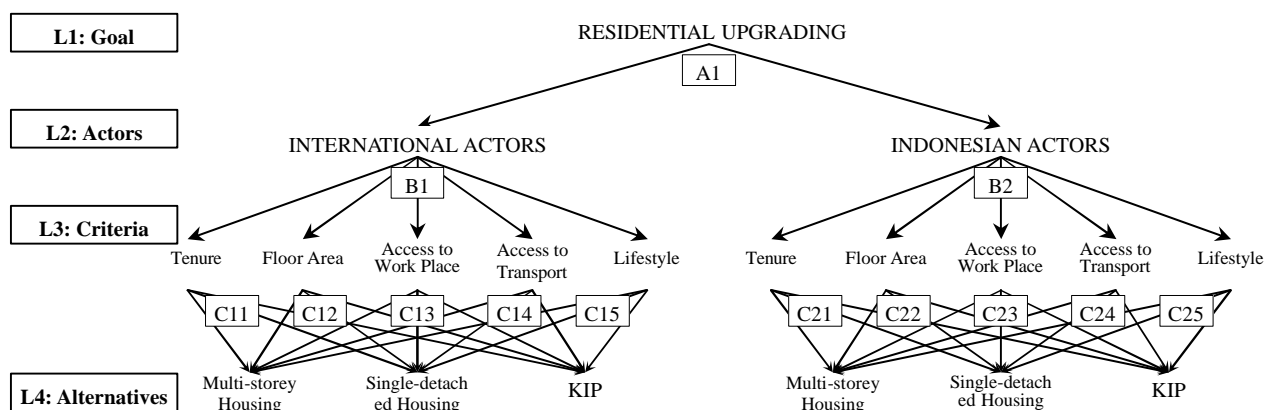 L1: Goal
RESIDENTIAL UPGRADING
A1
L2: Actors
INTERNATIONAL ACTORS
INDONESIAN ACTORS
B1
B2
L3: Criteria
Tenure
Floor Area
Access to
Work Place
Access to
Transport
Lifestyle
Tenure
Floor Area
Access to
Work Place
Access to
Transport
Lifestyle
C11
C12
C13
C14
C15
C21
C22
C23
C24
C25
L4: Alternatives
Multi-storey
Housing
Single-detach
ed Housing
KIP
Multi-storey
Housing
Single-detach
ed Housing
KIP